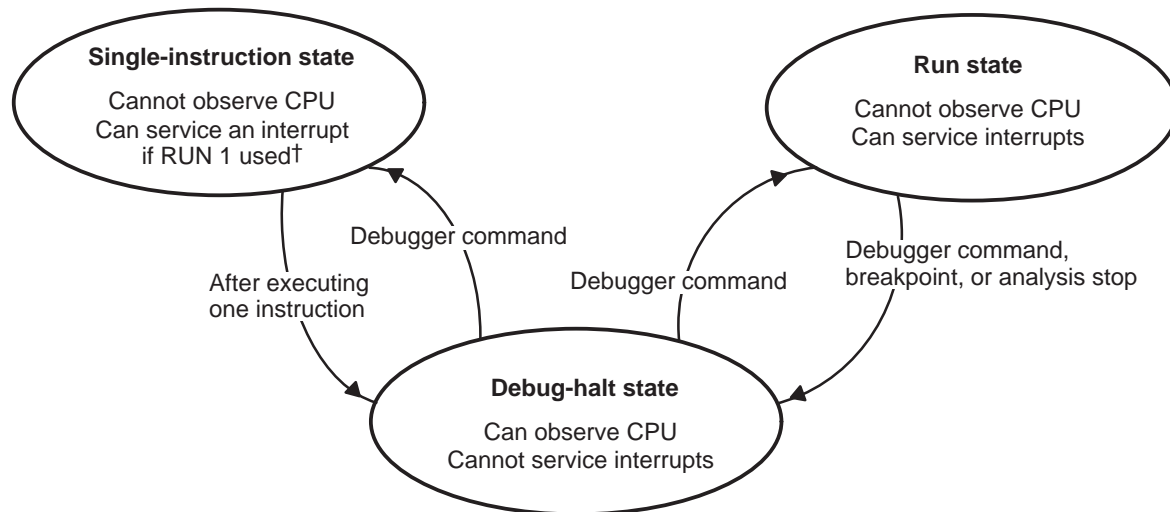 Single-instruction state
Cannot observe CPU
Can service an interrupt
if RUN 1 used†
Run state
Cannot observe CPU
Can service interrupts
Debugger command
After executing
one instruction
Debugger command
Debugger command,
breakpoint, or analysis stop
Debug-halt state
Can observe CPU
Cannot service interrupts